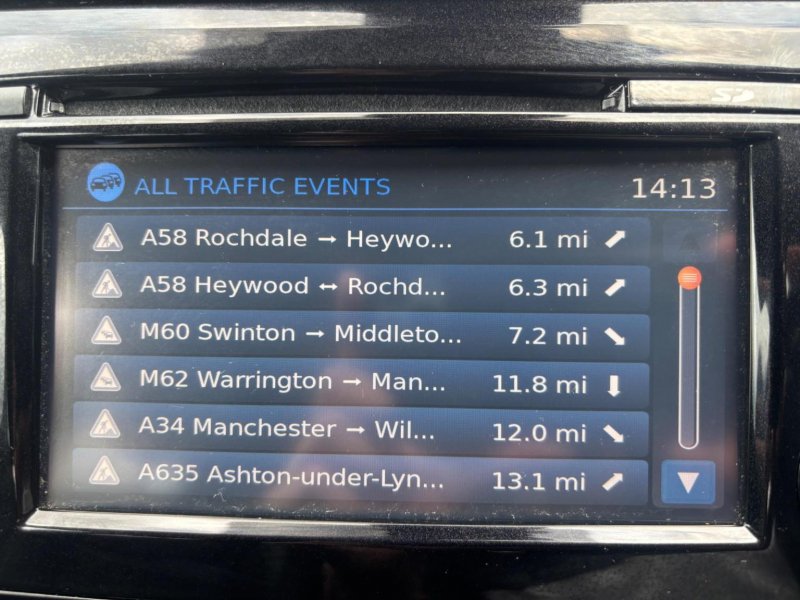 SD
ALL TRAFFIC EVENTS 14:13
A58 Rochdale → Heywo... 6.1 mi
A58 Heywood ↔ Rochd... 6.3 mi
M60 Swinton → Middleto... 7.2 mi
M62 Warrington → Man... 11.8 mi
A34 Manchester → Wil... 12.0 mi
A635 Ashton-under-Lyn... 13.1 mi